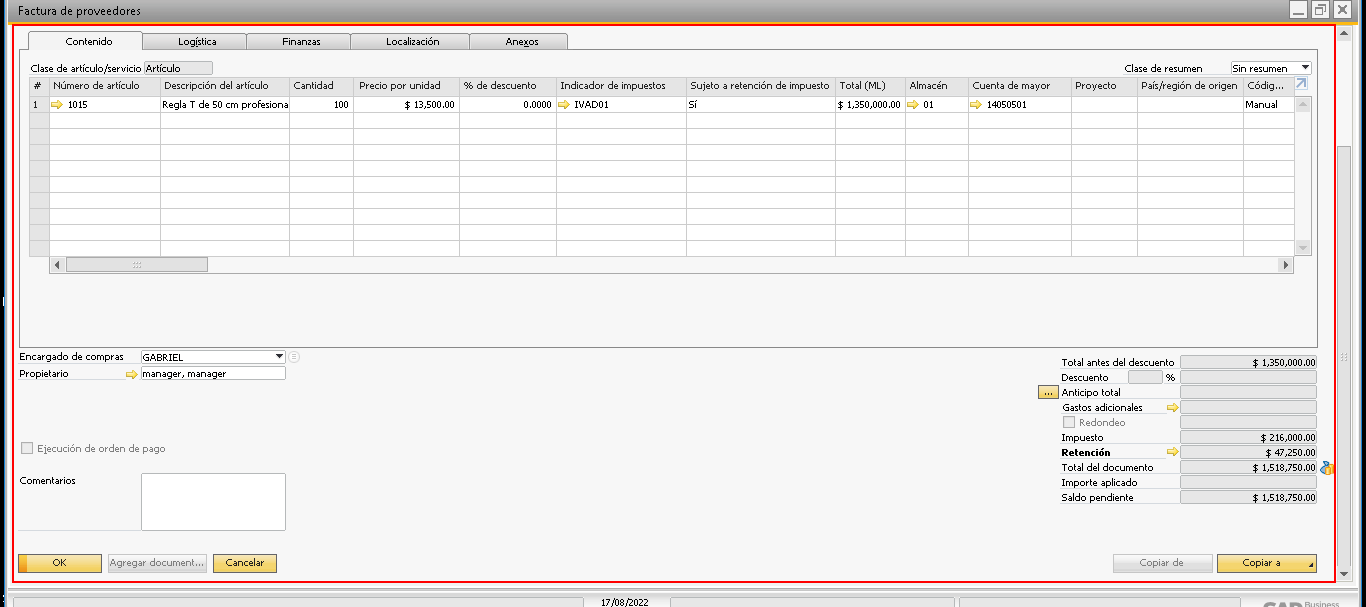 Factura de proveedores
Contenido Logística Finanzas Localización Anexos
Clase de artículo/servicio Artículo Clase de resumen Sin resumen
# Número de artículo Descripción del artículo Cantidad Precio por unidad % de descuento Indicador de impuestos Sujeto a retención de impuesto Total (ML) Almacén Cuenta de mayor Proyecto País/región de origen Códig...
1 1015 Regla T de 50 cm profesiona 100 $ 13,500.00 0.0000 IVAD01 Sí $ 1,350,000.00 01 14050501 Manual
Encargado de compras GABRIEL
Propietario manager, manager
Total antes del descuento $ 1,350,000.00
Descuento %
... Anticipo total
Gastos adicionales
Redondeo
Impuesto $ 216,000.00
Ejecución de orden de pago
Retención $ 47,250.00
Total del documento $ 1,518,750.00
Comentarios
Importe aplicado
Saldo pendiente $ 1,518,750.00
OK Agregar document... Cancelar Copiar de Copiar a
17/08/2022
Business